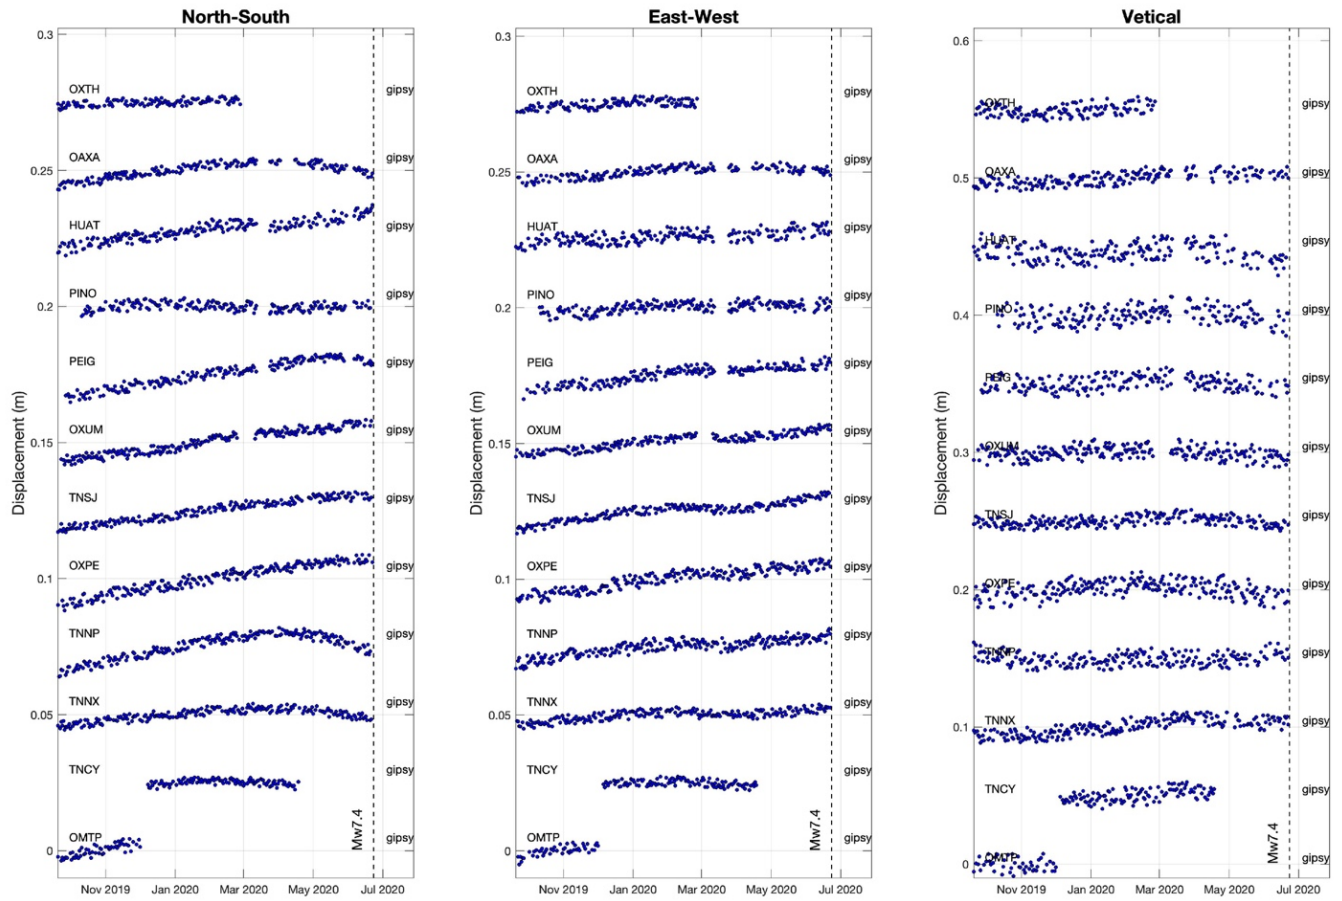 North-South
Displacement (m)
0.3
0.25
0.2
0.15
0.1
0.05
0
OXTH gipsy
OAXA gipsy
HUAT gipsy
PINO gipsy
PEIG gipsy
OXUM gipsy
TNSJ gipsy
OXPE gipsy
TNNP gipsy
TNNX gipsy
TNCY gipsy
OMTP gipsy
Mw7.4
Nov 2019 Jan 2020 Mar 2020 May 2020 Jul 2020
East-West
Displacement (m)
0.3
0.25
0.2
0.15
0.1
0.05
0
OXTH gipsy
OAXA gipsy
HUAT gipsy
PINO gipsy
PEIG gipsy
OXUM gipsy
TNSJ gipsy
OXPE gipsy
TNNP gipsy
TNNX gipsy
TNCY gipsy
OMTP gipsy
Mw7.4
Nov 2019 Jan 2020 Mar 2020 May 2020 Jul 2020
Vetical
Displacement (m)
0.6
0.5
0.4
0.3
0.2
0.1
0
OXTH gipsy
OAXA gipsy
HUAT gipsy
PINO gipsy
PEIG gipsy
OXUM gipsy
TNSJ gipsy
OXPE gipsy
TNNP gipsy
TNNX gipsy
TNCY gipsy
OMTP gipsy
Mw7.4
Nov 2019 Jan 2020 Mar 2020 May 2020 Jul 2020